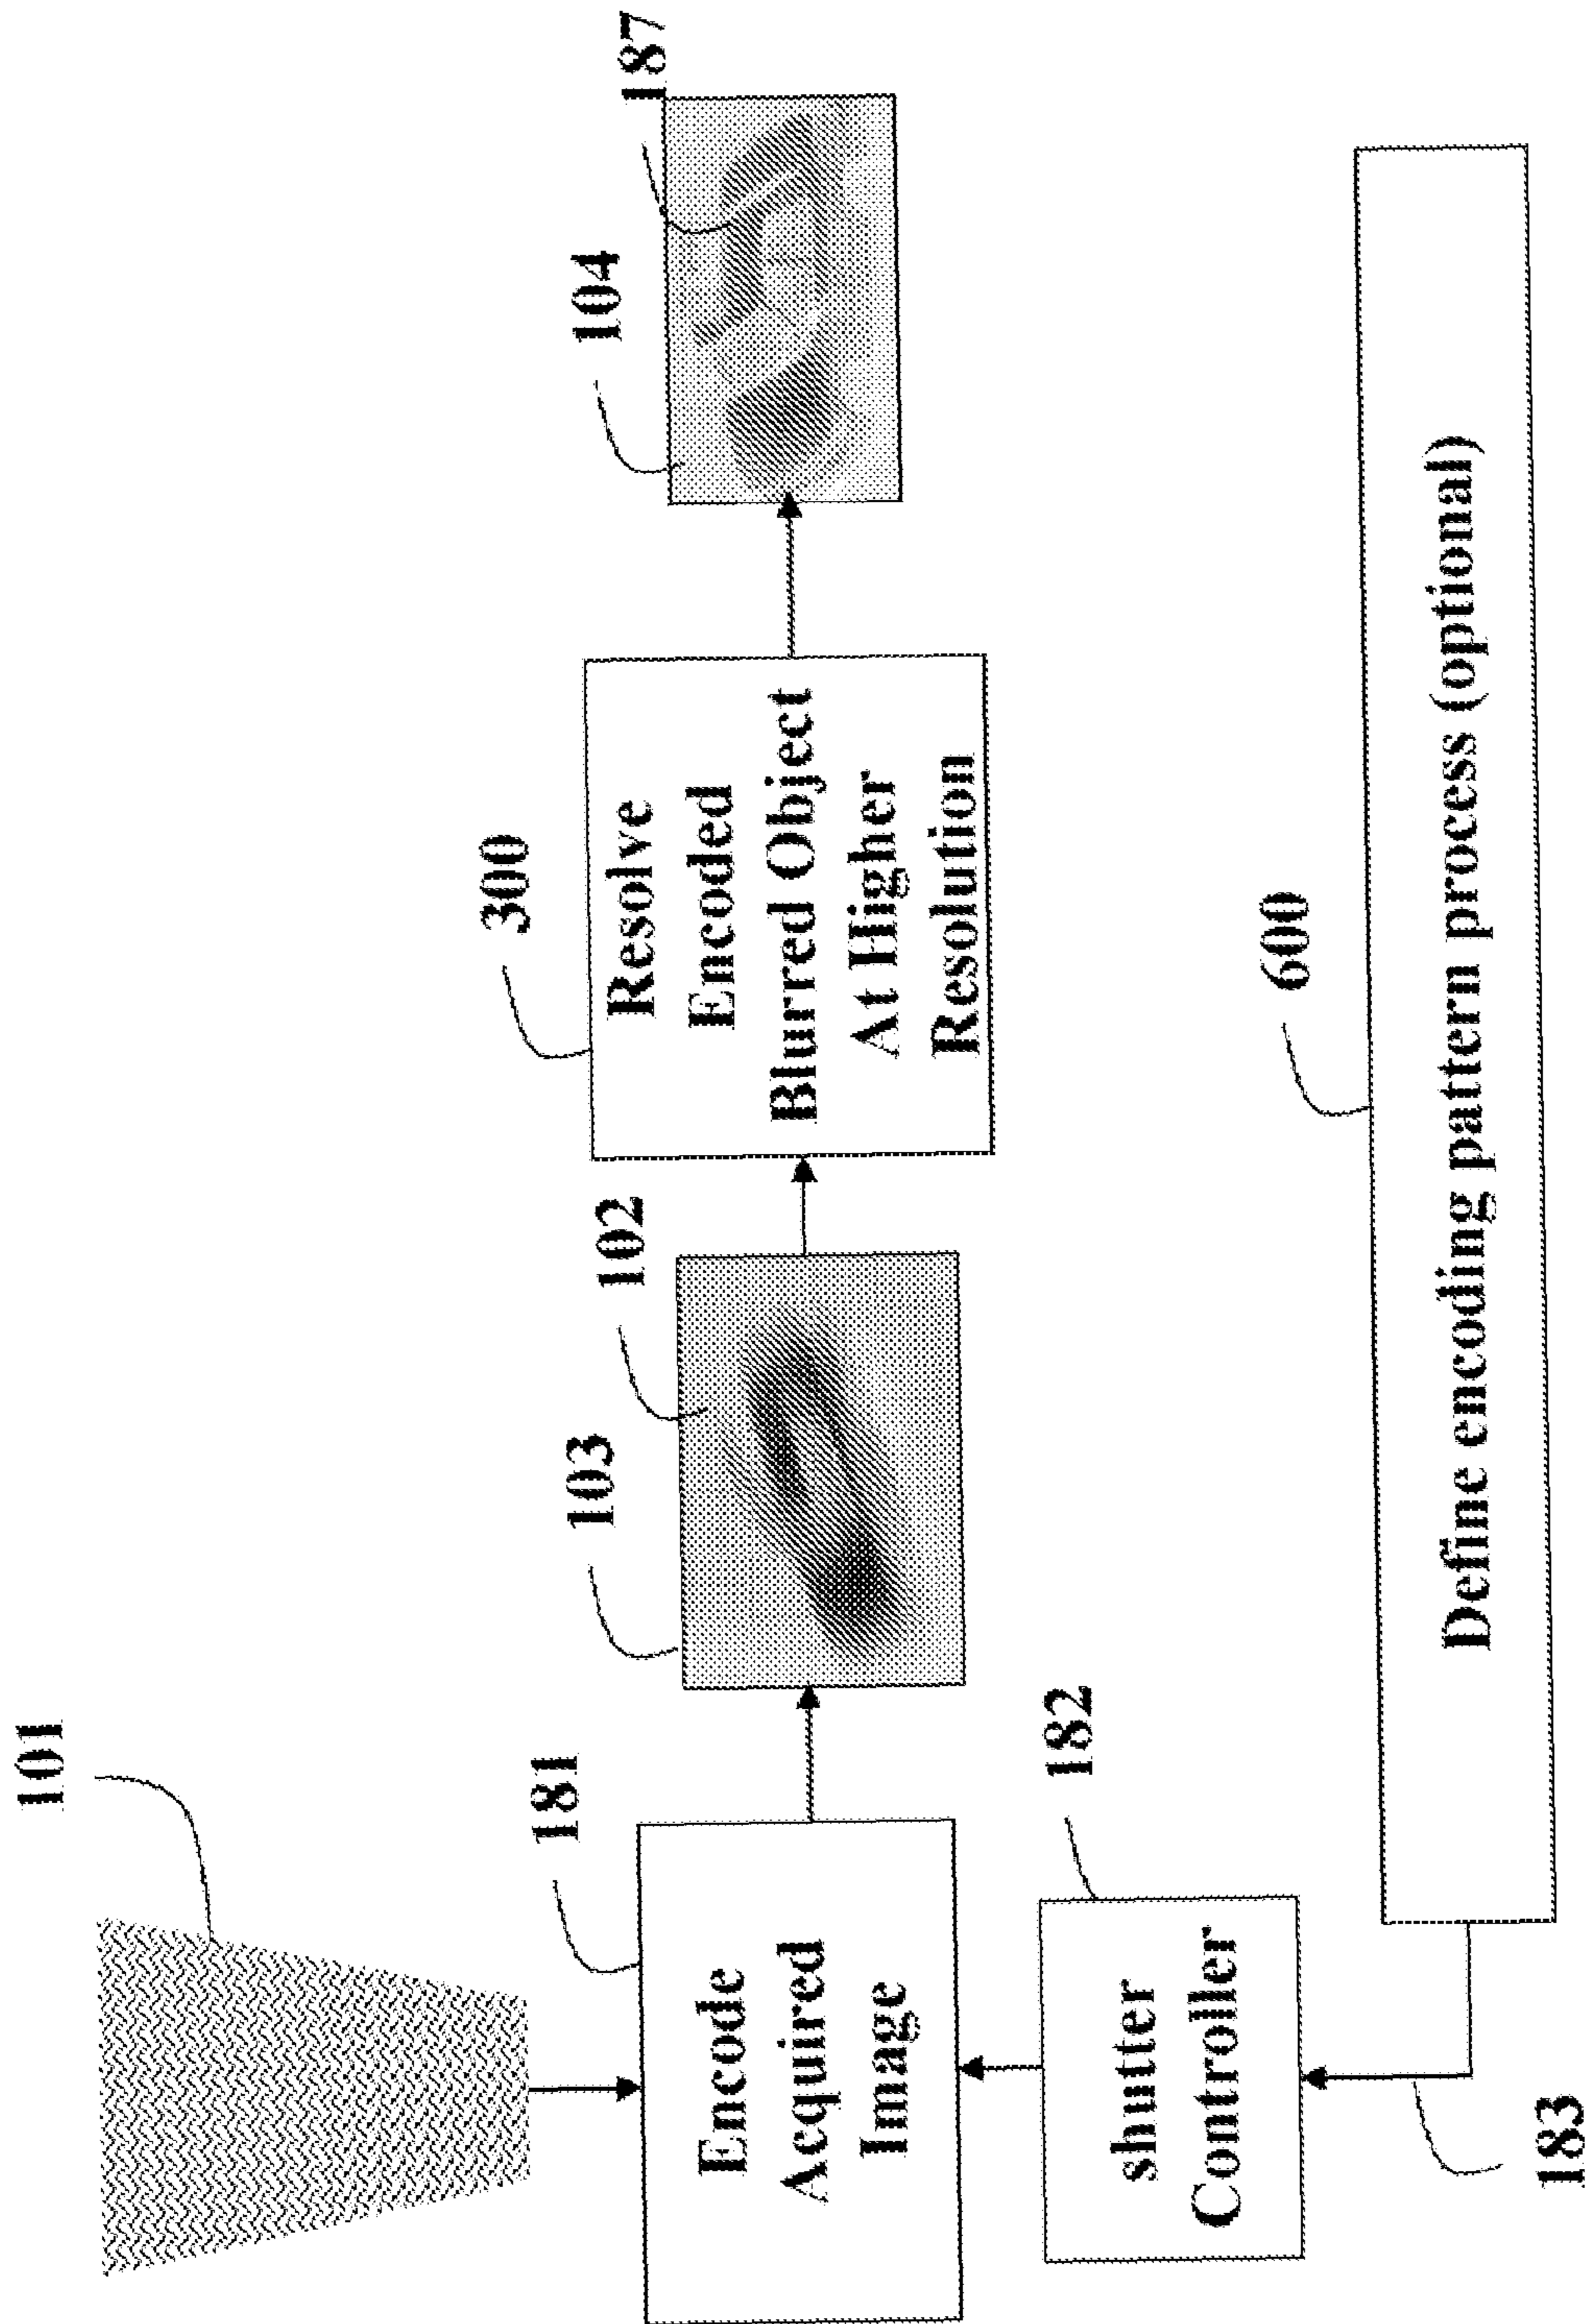 101
181
Encode
Acquired
Image
182
shutter
Controller
183
103
102
300
Resolve
Encoded
Blurred Object
At Higher
Resolution
104
187
600
Define encoding pattern process (optional)